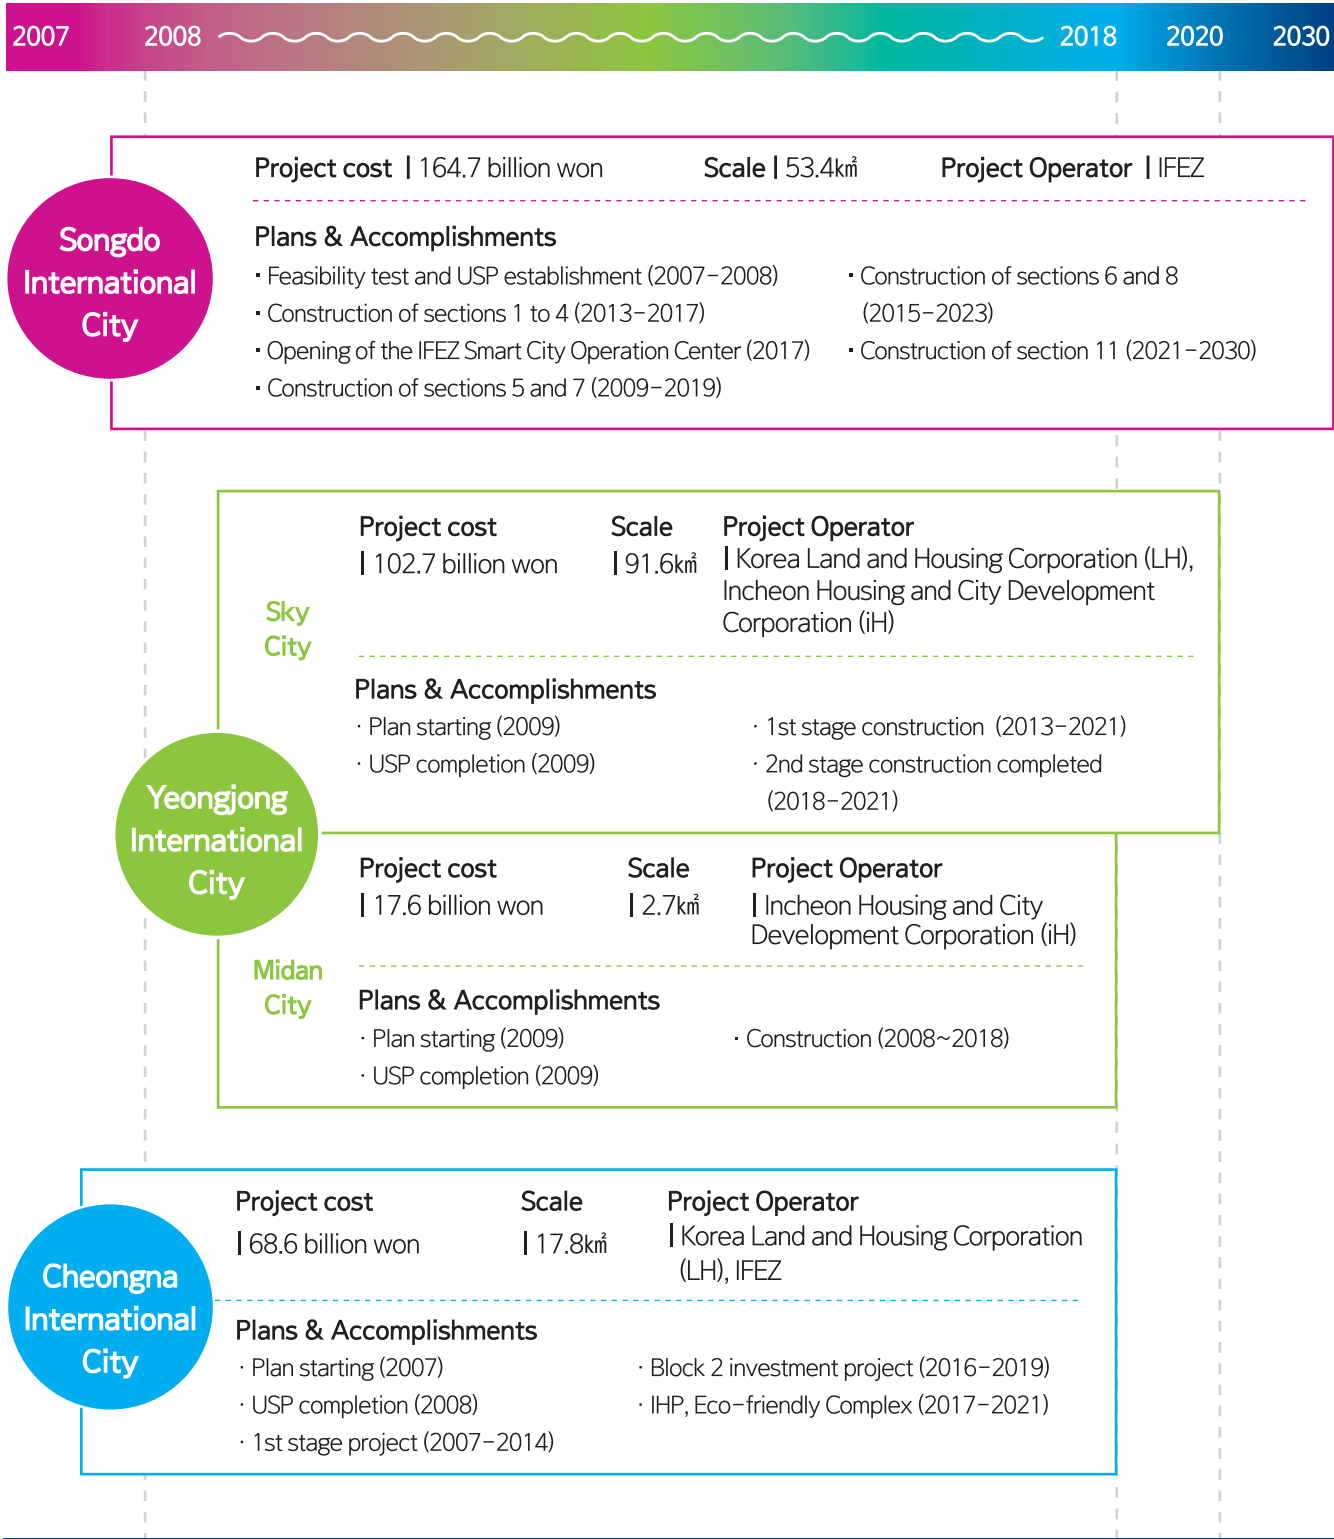 2007 2008 2018 2020 2030
Songdo
International
City
Project cost | 164.7 billion won Scale | 53.4㎢ Project Operator | IFEZ
Plans & Accomplishments
· Feasibility test and USP establishment (2007-2008)
· Construction of sections 1 to 4 (2013-2017)
· Opening of the IFEZ Smart City Operation Center (2017)
· Construction of sections 5 and 7 (2009-2019)
· Construction of sections 6 and 8
(2015-2023)
· Construction of section 11 (2021-2030)
Yeongjong
International
City
Sky
City
Project cost
| 102.7 billion won
Scale
| 91.6㎢
Project Operator
| Korea Land and Housing Corporation (LH),
Incheon Housing and City Development
Corporation (iH)
Plans & Accomplishments
· Plan starting (2009)
· USP completion (2009)
· 1st stage construction (2013-2021)
· 2nd stage construction completed
(2018-2021)
Midan
City
Project cost
| 17.6 billion won
Scale
| 2.7㎢
Project Operator
| Incheon Housing and City
Development Corporation (iH)
Plans & Accomplishments
· Plan starting (2009)
· USP completion (2009)
· Construction (2008~2018)
Cheongna
International
City
Project cost
| 68.6 billion won
Scale
| 17.8㎢
Project Operator
| Korea Land and Housing Corporation
(LH), IFEZ
Plans & Accomplishments
· Plan starting (2007)
· USP completion (2008)
· 1st stage project (2007-2014)
· Block 2 investment project (2016-2019)
· IHP, Eco-friendly Complex (2017-2021)